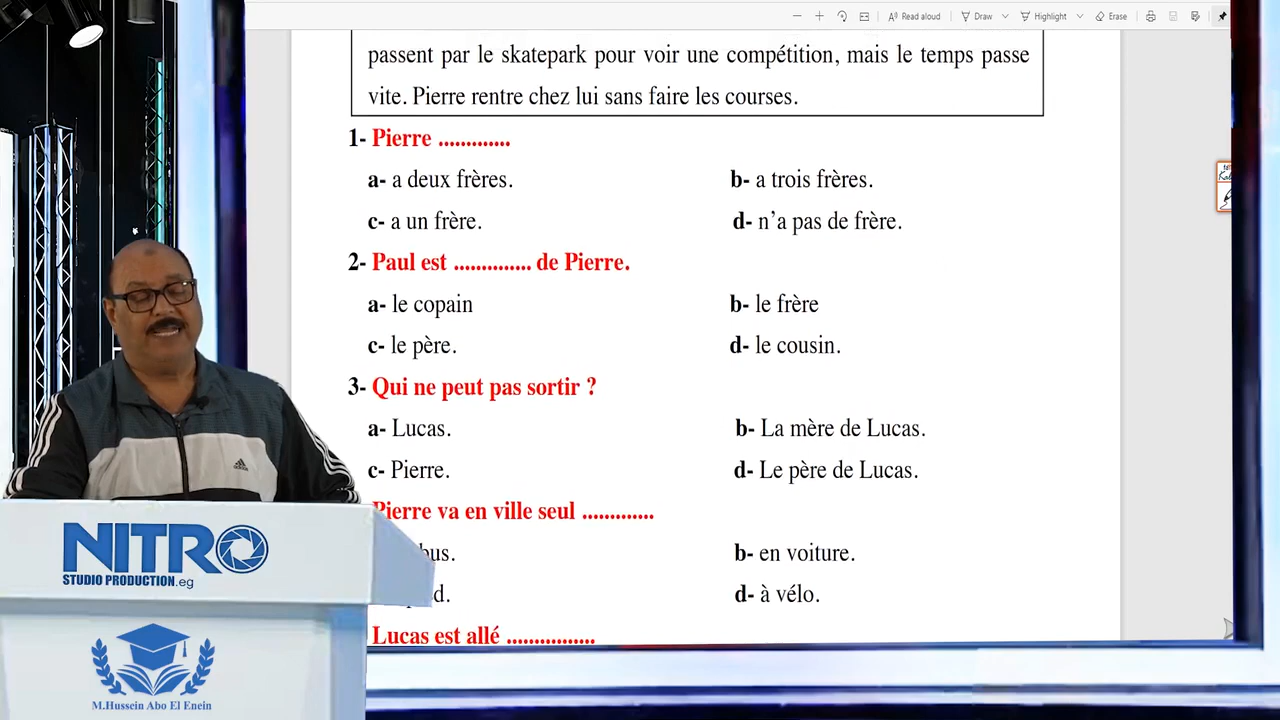 Read aloud
Draw
Highlight
Erase
passent par le skatepark pour voir une compétition, mais le temps passe
vite. Pierre rentre chez lui sans faire les courses.
1- Pierre .............
a- a deux frères. b- a trois frères.
c- a un frère. d- n’a pas de frère.
2- Paul est .............. de Pierre.
a- le copain b- le frère
c- le père. d- le cousin.
3- Qui ne peut pas sortir ?
a- Lucas. b- La mère de Lucas.
c- Pierre. d- Le père de Lucas.
Pierre va en ville seul .............
bus. b- en voiture.
d- à vélo.
Lucas est allé ................
NITRO
STUDIO PRODUCTION.eg
M.Hussein Abo El Enein